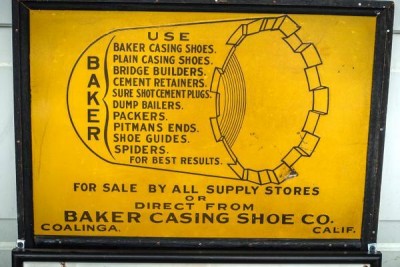 USE
BAKER CASING SHOES.
PLAIN CASING SHOES.
BRIDGE BUILDERS.
CEMENT RETAINERS.
SURE SHOT CEMENT PLUGS.
DUMP BAILERS.
PACKERS.
PITMANS ENDS.
SHOE GUIDES.
SPIDERS.
FOR BEST RESULTS.
BAKER
FOR SALE BY ALL SUPPLY STORES
OR
DIRECT FROM
BAKER CASING SHOE CO.
COALINGA. CALIF.